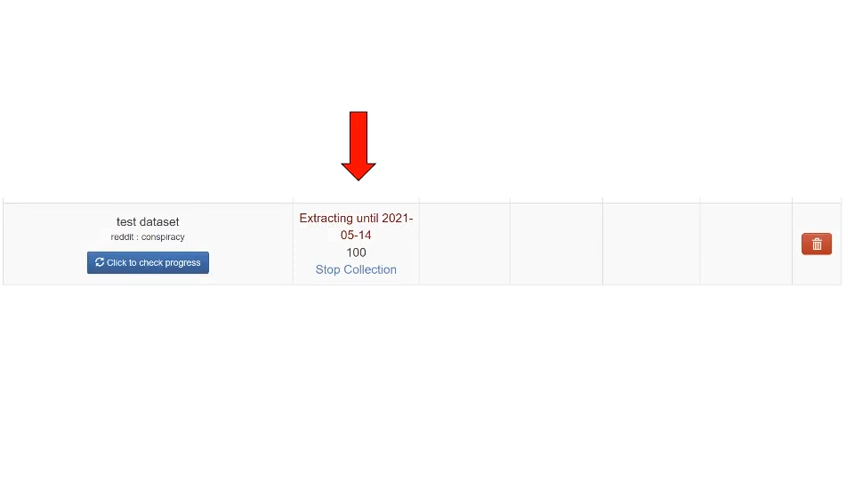 test dataset
reddit : conspiracy
Click to check progress
Extracting until 2021-
05-14
100
Stop Collection